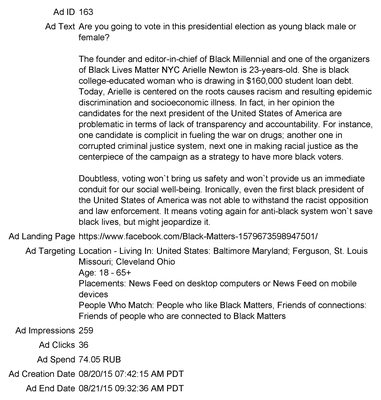 Ad ID 163
Ad Text Are you going to vote in this presidential election as young black male or
female?
The founder and editor-in-chief of Black Millennial and one of the organizers
of Black Lives Matter NYC Arielle Newton is 23-years-old. She is black
college-educated woman who is drawing in $160,000 student loan debt.
Today, Arielle is centered on the roots causes racism and resulting epidemic
discrimination and socioeconomic illness. In fact, in her opinion the
candidates for the next president of the United States of America are
problematic in terms of lack of transparency and accountability. For instance,
one candidate is complicit in fueling the war on drugs; another one in
corrupted criminal justice system, next one in making racial justice as the
centerpiece of the campaign as a strategy to have more black voters.
Doubtless, voting won`t bring us safety and won`t provide us an immediate
conduit for our social well-being. Ironically, even the first black president of
the United States of America was not able to withstand the racist opposition
and law enforcement. It means voting again for anti-black system won`t save
black lives, but might jeopardize it.
Ad Landing Page https://www.facebook.com/Black-Matters-1579673598947501/
Ad Targeting Location - Living In: United States: Baltimore Maryland; Ferguson, St. Louis
Missouri; Cleveland Ohio
Age: 18 - 65+
Placements: News Feed on desktop computers or News Feed on mobile
devices
People Who Match: People who like Black Matters, Friends of connections:
Friends of people who are connected to Black Matters
Ad Impressions 259
Ad Clicks 36
Ad Spend 74.05 RUB
Ad Creation Date 08/20/15 07:42:15 AM PDT
Ad End Date 08/21/15 09:32:36 AM PDT